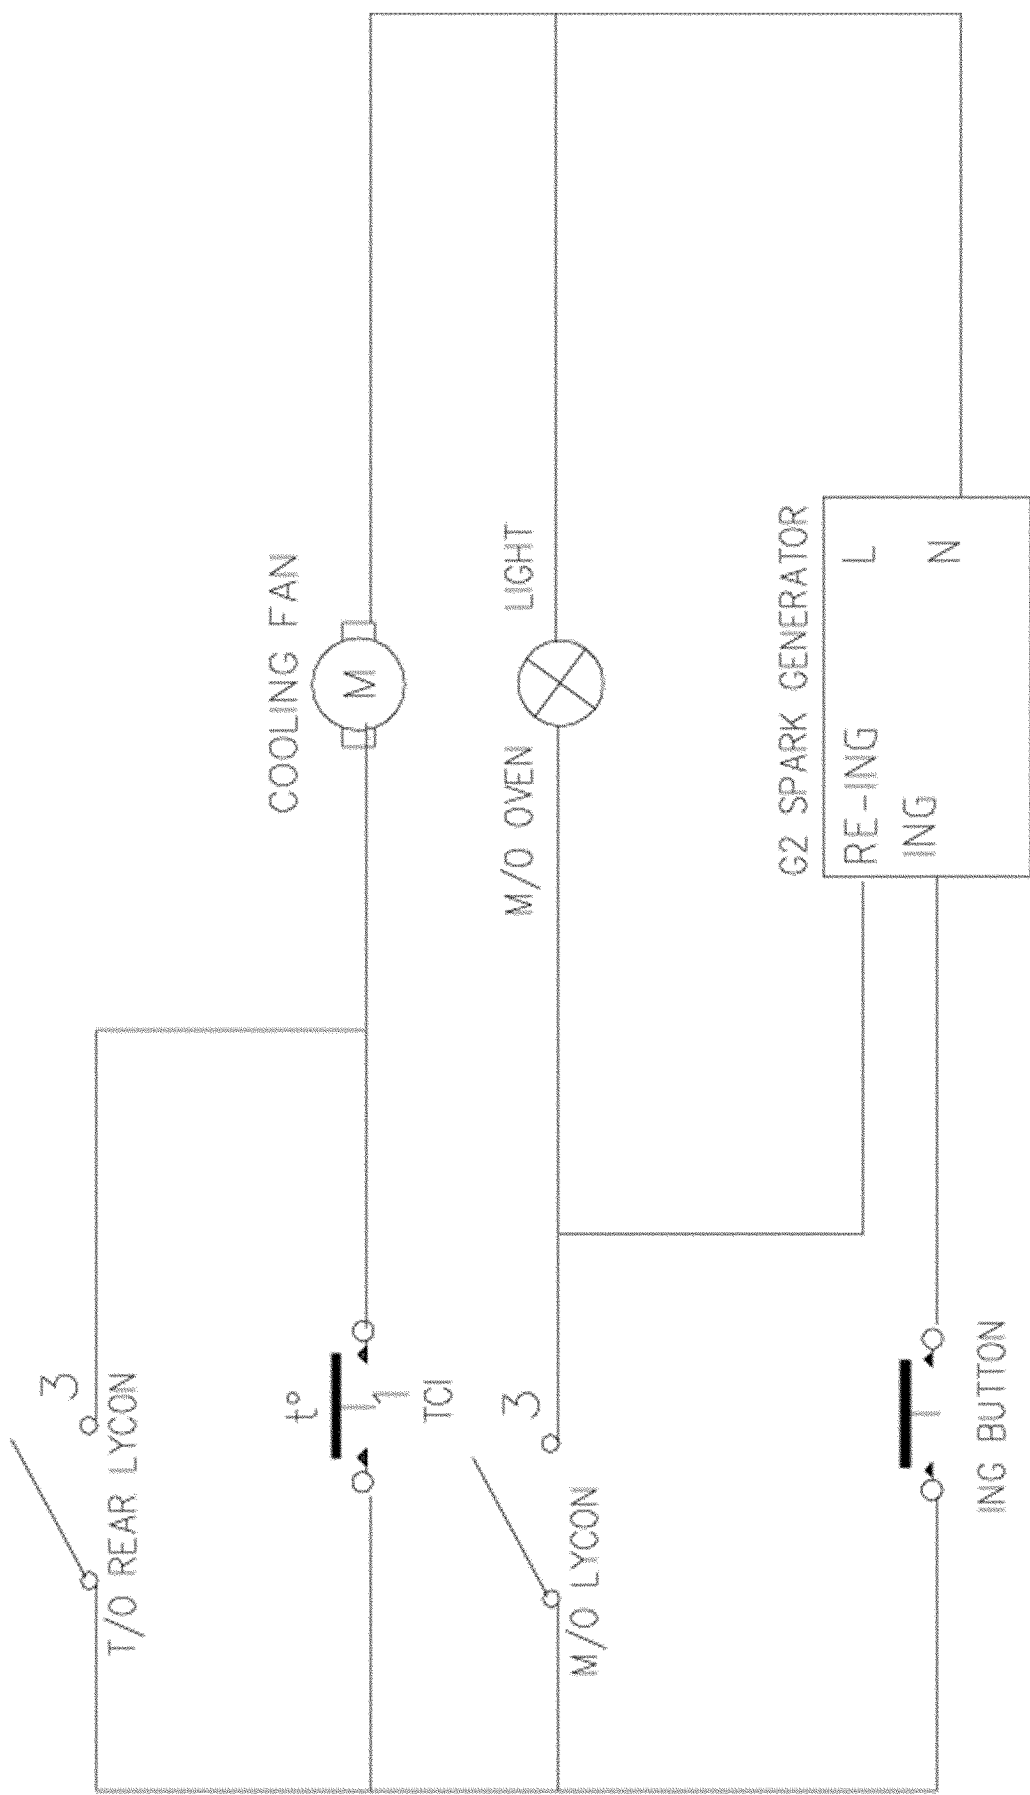 3
T/O REAR LYCON
COOLING FAN
M
t°
TCI
M/O OVEN LIGHT
3
M/O LYCON
G2 SPARK GENERATOR
RE-ING L
ING N
ING BUTTON